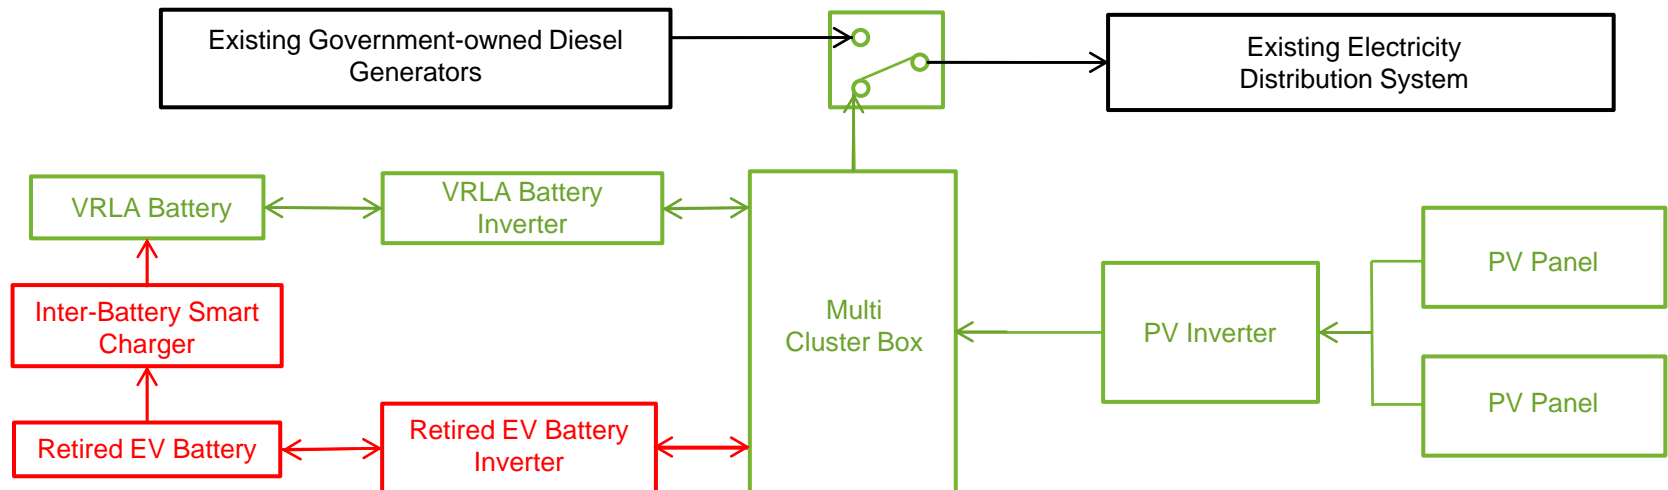 Existing Government-owned Diesel
Generators
Existing Electricity
Distribution System
VRLA Battery
VRLA Battery
Inverter
PV Panel
Inter-Battery Smart
Charger
Multi
Cluster Box
PV Inverter
PV Panel
Retired EV Battery
Retired EV Battery
Inverter